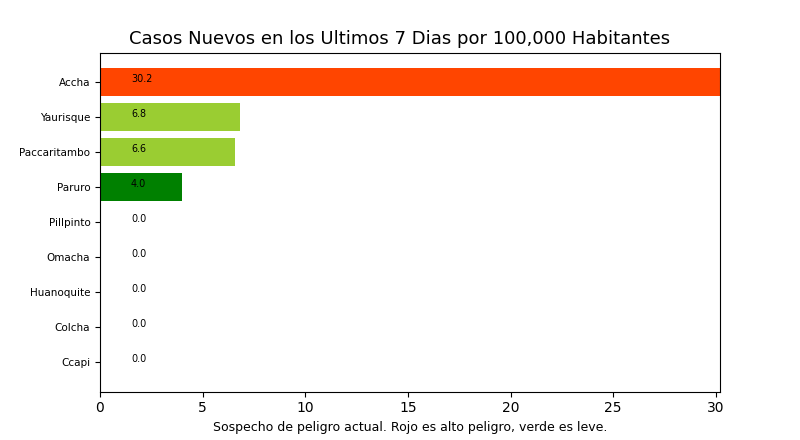 Casos Nuevos en los Ultimos 7 Dias por 100,000 Habitantes
Accha 30.2
Yaurisque 6.8
Paccaritambo 6.6
Paruro 4.0
Pillpinto 0.0
Omacha 0.0
Huanoquite 0.0
Colcha 0.0
Ccapi 0.0
0 5 10 15 20 25 30
Sospecho de peligro actual. Rojo es alto peligro, verde es leve.